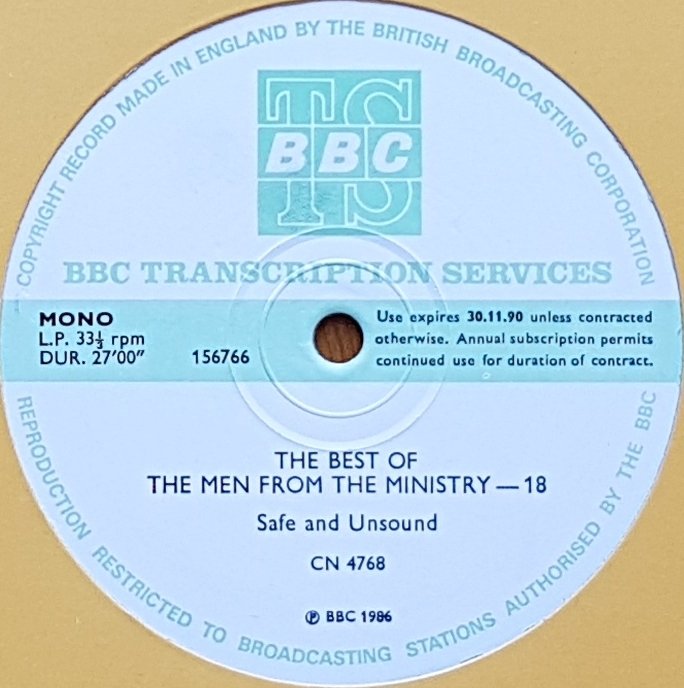 COPYRIGHT RECORD MADE IN ENGLAND BY THE BRITISH BROADCASTING CORPORATION
TS
BBC
BBC TRANSCRIPTION SERVICES
MONO
L.P. 33⅓ rpm
DUR. 27′00″
156766
Use expires 30.11.90 unless contracted
otherwise. Annual subscription permits
continued use for duration of contract.
THE BEST OF
THE MEN FROM THE MINISTRY — 18
Safe and Unsound
CN 4768
℗ BBC 1986
REPRODUCTION RESTRICTED TO BROADCASTING STATIONS AUTHORISED BY THE BBC